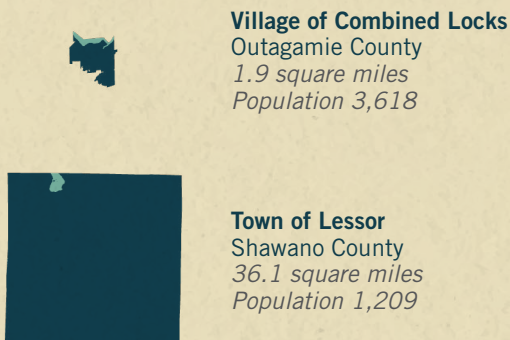 Village of Combined Locks
Outagamie County
1.9 square miles
Population 3,618
Town of Lessor
Shawano County
36.1 square miles
Population 1,209